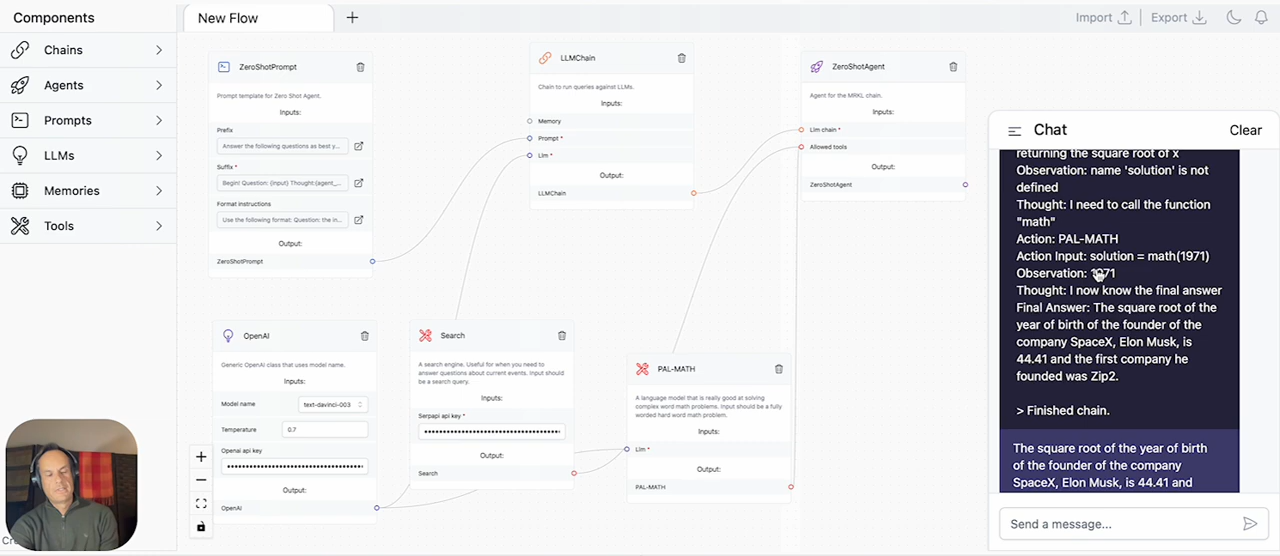 Components
New Flow
Import
Export
Chains
Agents
Prompts
LLMs
Memories
Tools
ZeroShotPrompt
Prompt template for Zero Shot Agent.
Inputs:
Prefix
Answer the following questions as best y...
Suffix *
Begin! Question: {input} Thought:{agent_...
Format instructions
Use the following format: Question: the in...
Output:
ZeroShotPrompt
LLMChain
Chain to run queries against LLMs.
Inputs:
Memory
Prompt *
Llm *
Output:
LLMChain
ZeroShotAgent
Agent for the MRKL chain.
Inputs:
Llm chain *
Allowed tools
Output:
ZeroShotAgent
OpenAI
Generic OpenAI class that uses model name.
Inputs:
Model name
text-davinci-003
Temperature
0.7
Openai api key
Output:
OpenAI
Search
A search engine. Useful for when you need to
answer questions about current events. Input should
be a search query.
Inputs:
Serpapi api key *
Output:
Search
PAL-MATH
A language model that is really good at solving
complex word math problems. Input should be a fully
worded hard word math problem.
Inputs:
Llm *
Output:
PAL-MATH
Chat
Clear
returning the square root of x
Observation: name 'solution' is not
defined
Thought: I need to call the function
"math"
Action: PAL-MATH
Action Input: solution = math(1971)
Observation: 1971
Thought: I now know the final answer
Final Answer: The square root of the
year of birth of the founder of the
company SpaceX, Elon Musk, is
44.41 and the first company he
founded was Zip2.
> Finished chain.
The square root of the year of birth
of the founder of the company
SpaceX, Elon Musk, is 44.41 and
Send a message...